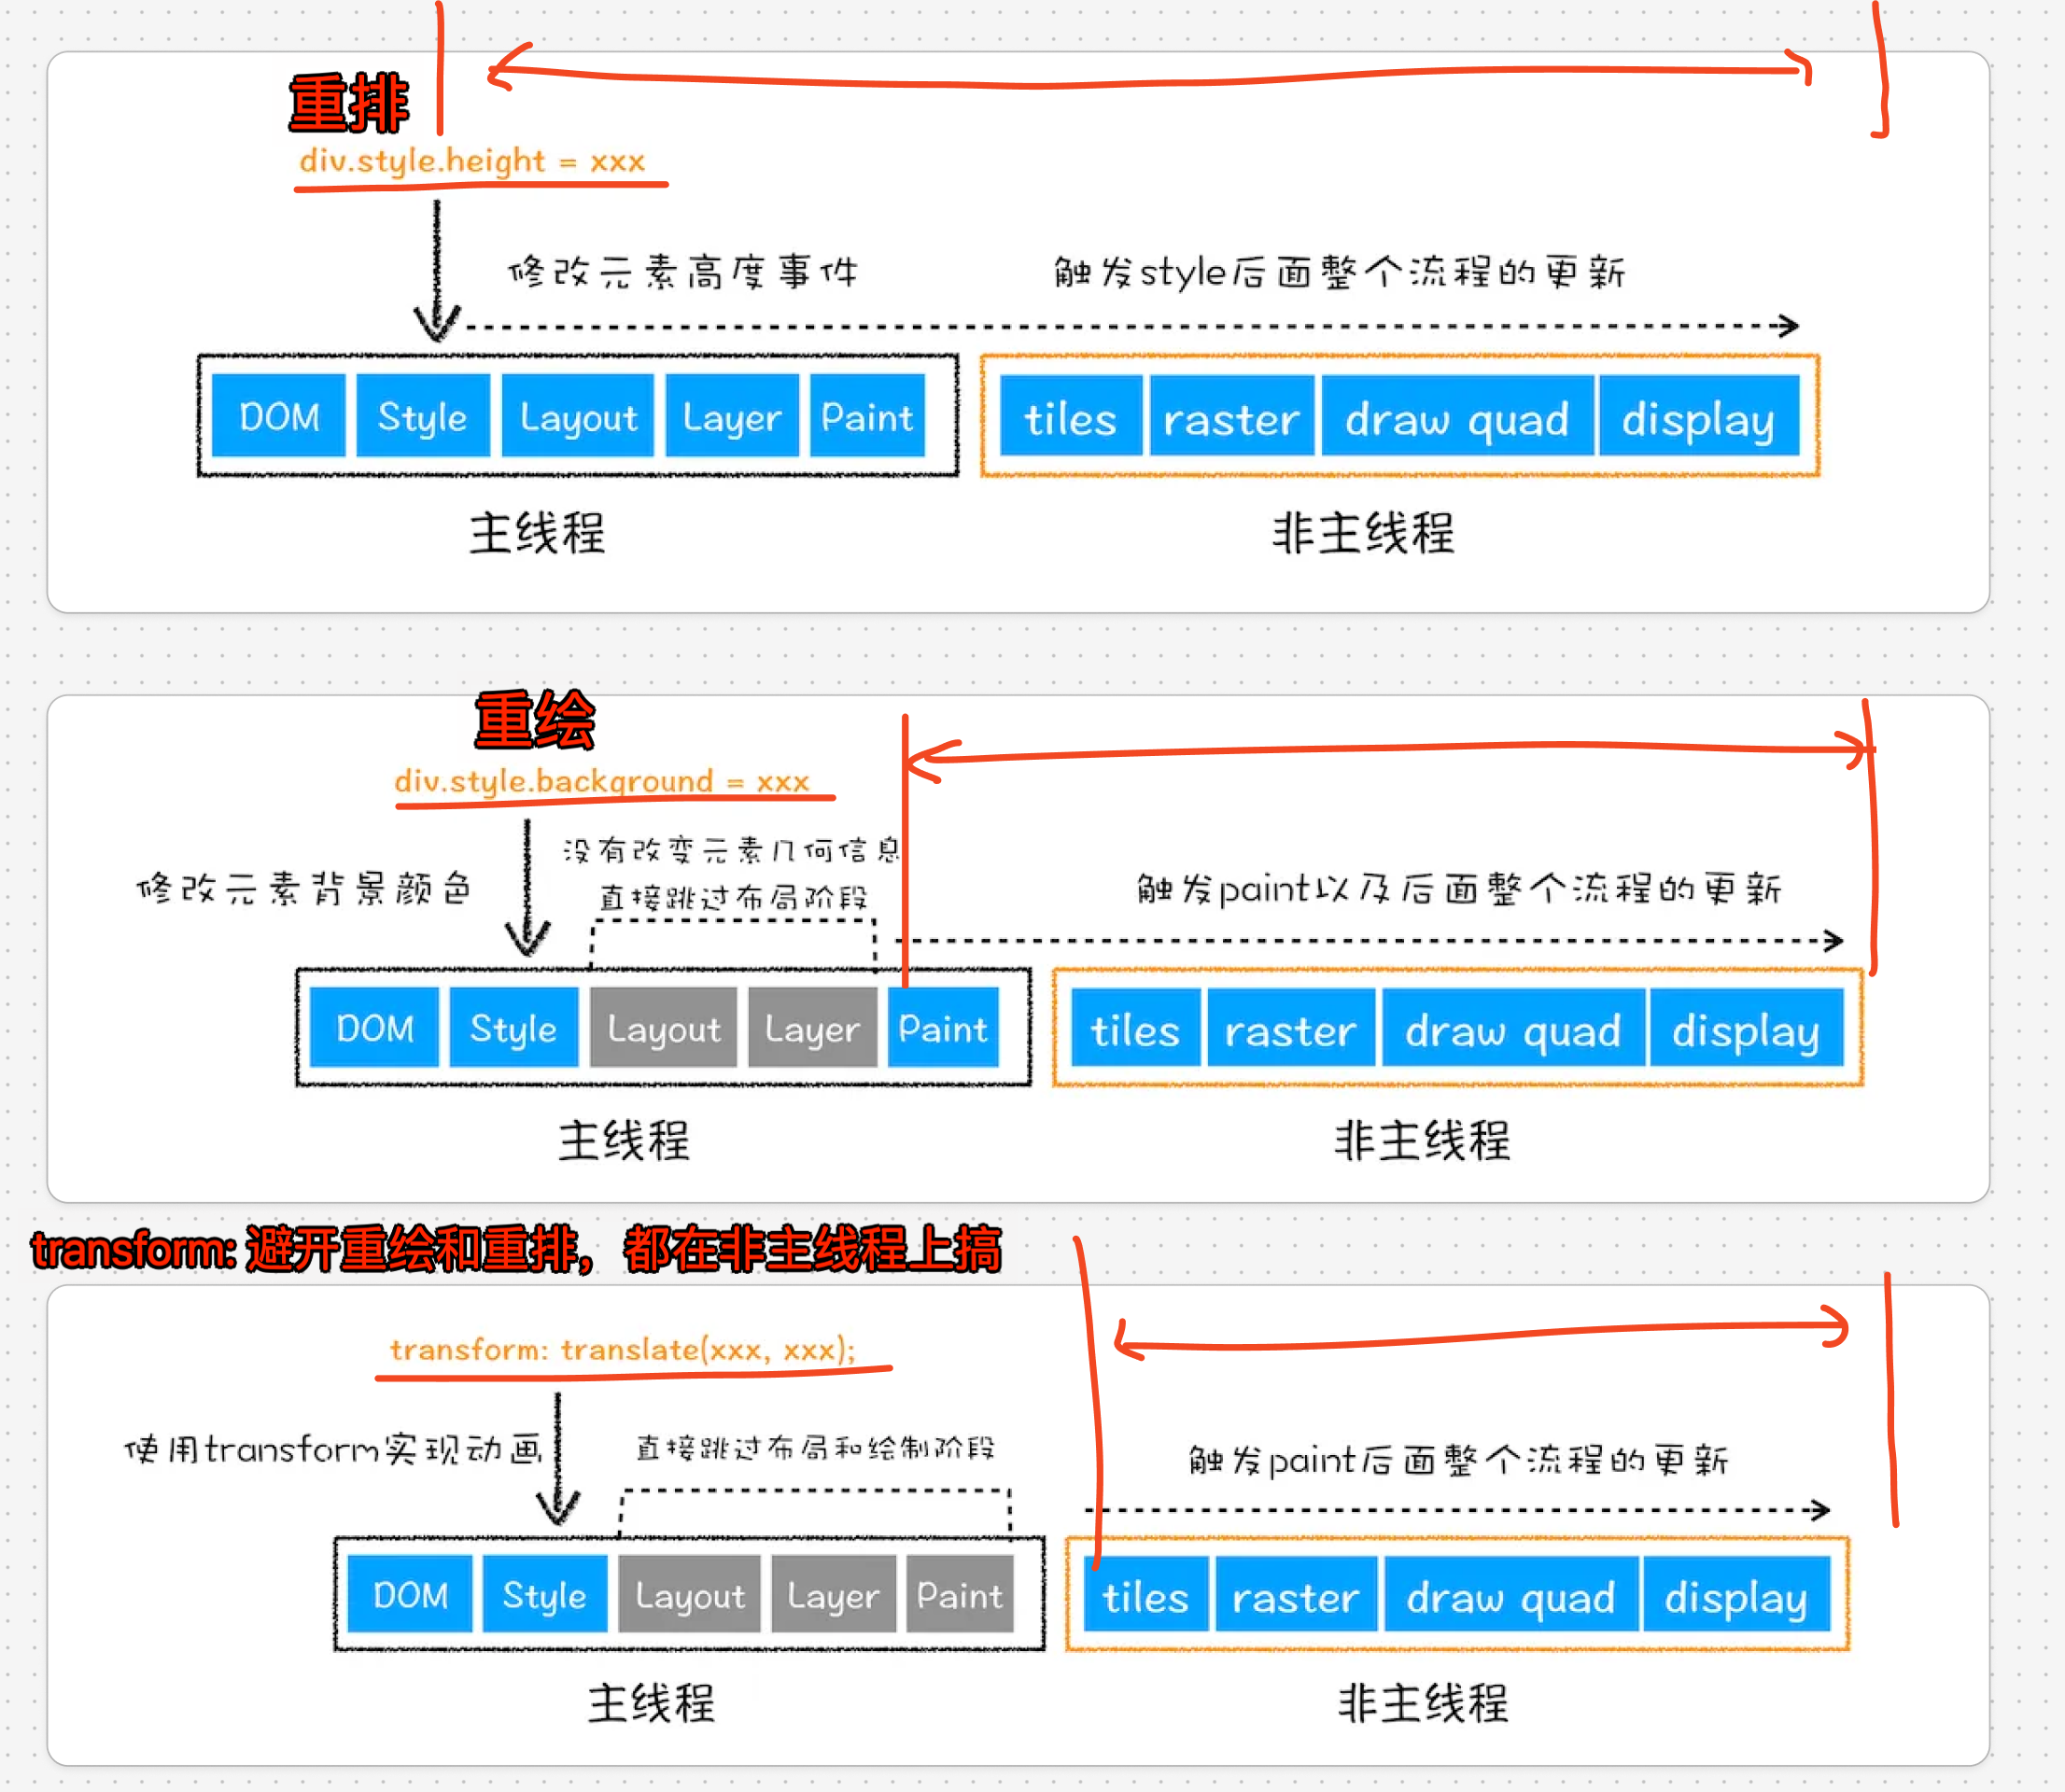 重排
div.style.height = xxx
修改元素高度事件
触发style后面整个流程的更新
DOM Style Layout Layer Paint
tiles raster draw quad display
主线程
非主线程
重绘
div.style.background = xxx
没有改变元素几何信息
直接跳过布局阶段
修改元素背景颜色
触发paint以及后面整个流程的更新
DOM Style Layout Layer Paint
tiles raster draw quad display
主线程
非主线程
transform: 避开重绘和重排，都在非主线程上搞
transform: translate(xxx, xxx);
使用transform实现动画
直接跳过布局和绘制阶段
触发paint后面整个流程的更新
DOM Style Layout Layer Paint
tiles raster draw quad display
主线程
非主线程